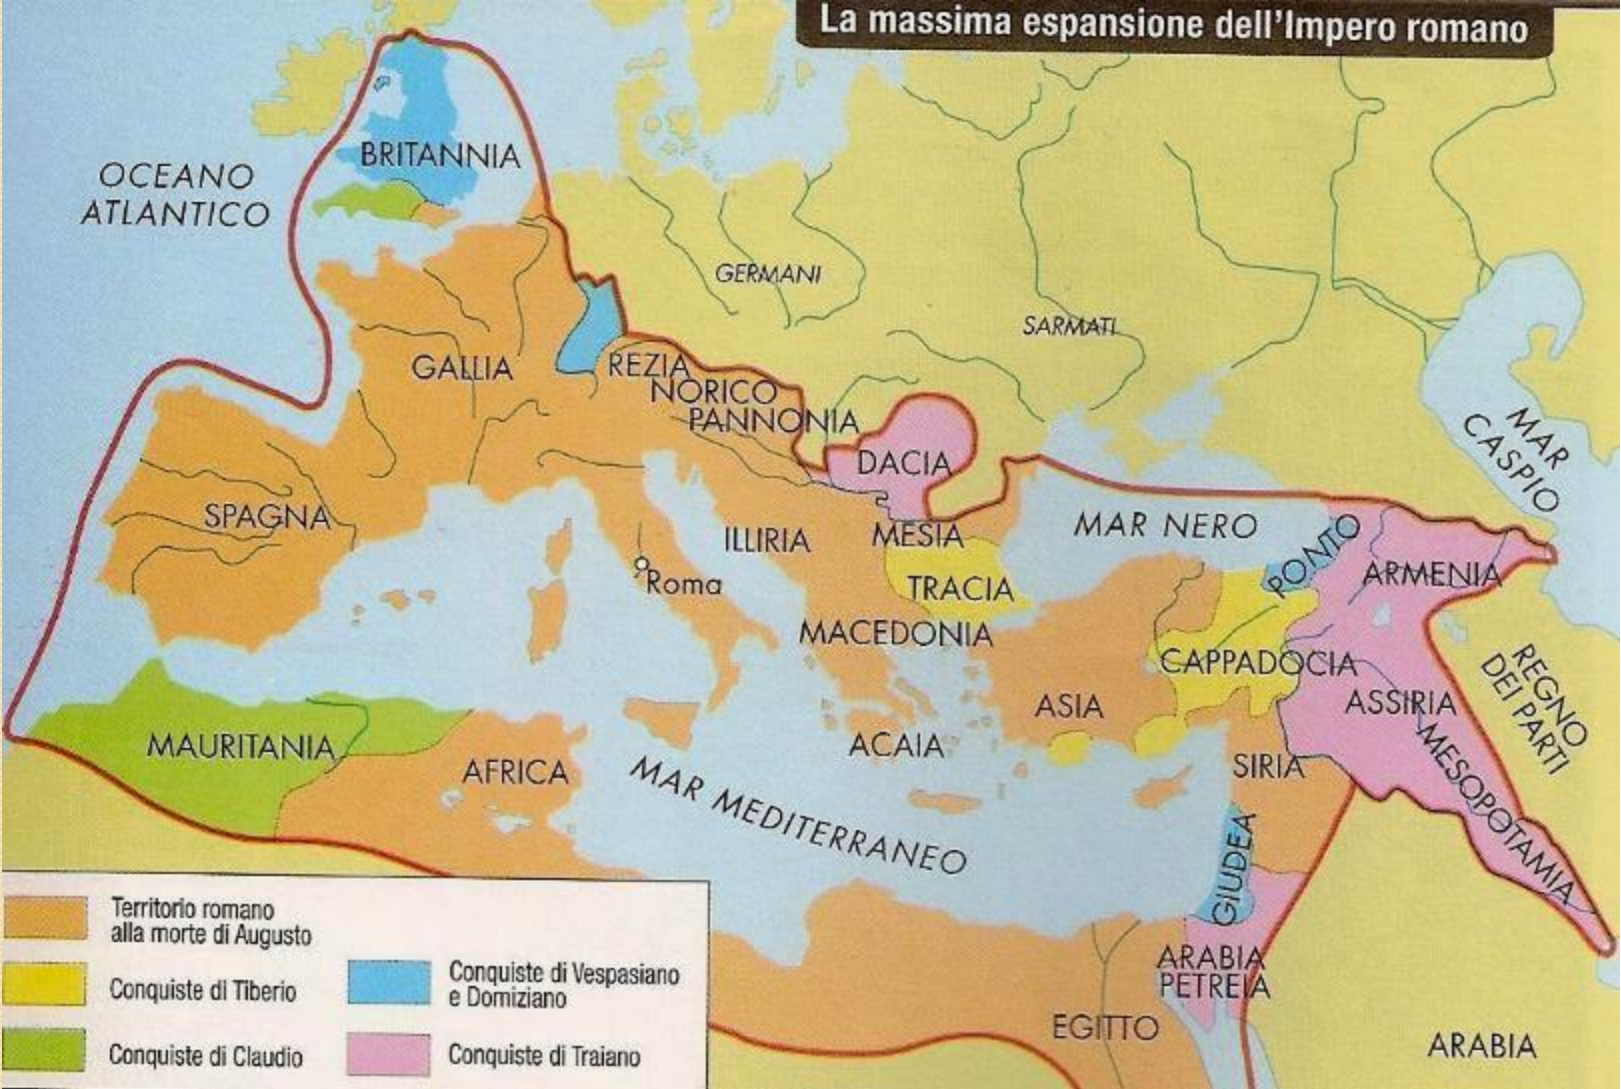 La massima espansione dell'Impero romano
OCEANO
ATLANTICO
BRITANNIA
GERMANI
SARMATI
GALLIA
REZIA
NORICO
PANNONIA
DACIA
MAR
CASPIO
SPAGNA
ILLIRIA
MESIA
MAR NERO
PONTO
ARMENIA
Roma
TRACIA
MACEDONIA
CAPPADOCIA
REGNO
DEI PARTI
ASIA
ASSIRIA
MAURITANIA
AFRICA
ACAIA
SIRIA
MESOPOTAMIA
MAR MEDITERRANEO
GIUDEA
ARABIA
PETREIA
EGITTO
ARABIA
Territorio romano
alla morte di Augusto
Conquiste di Tiberio
Conquiste di Claudio
Conquiste di Vespasiano
e Domiziano
Conquiste di Traiano